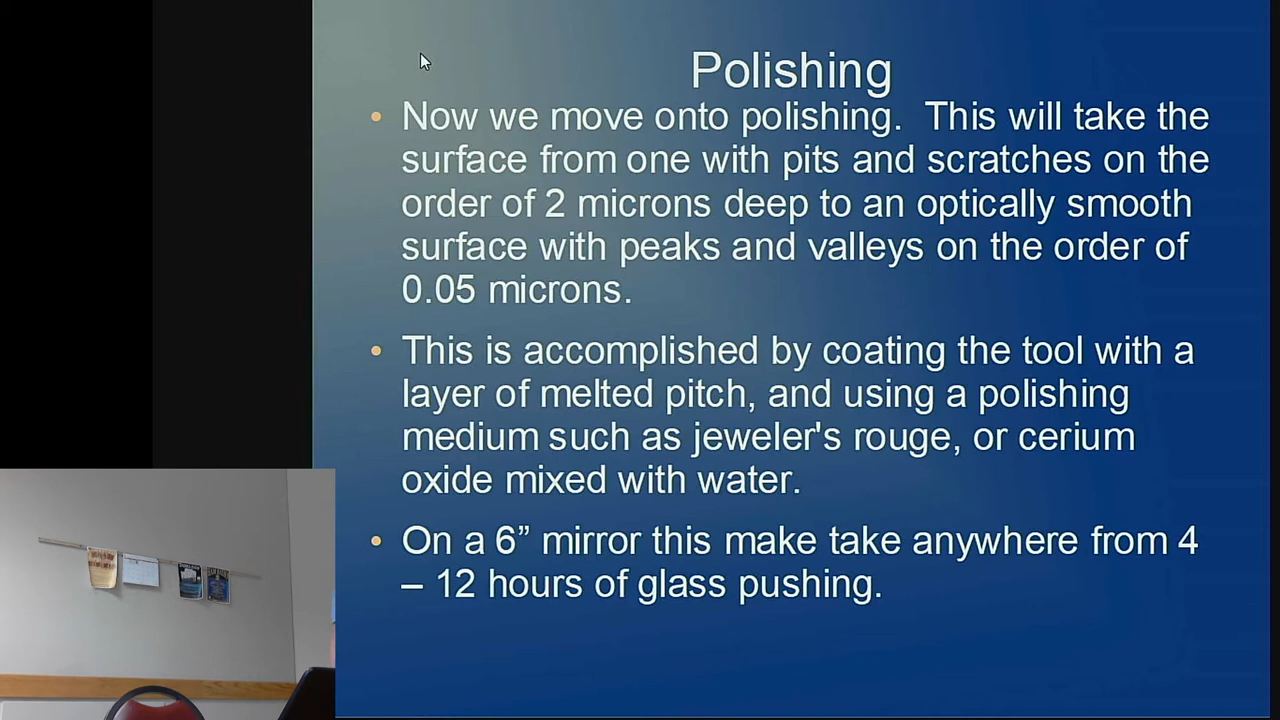 Polishing
• Now we move onto polishing. This will take the
surface from one with pits and scratches on the
order of 2 microns deep to an optically smooth
surface with peaks and valleys on the order of
0.05 microns.
• This is accomplished by coating the tool with a
layer of melted pitch, and using a polishing
medium such as jeweler's rouge, or cerium
oxide mixed with water.
• On a 6” mirror this make take anywhere from 4
– 12 hours of glass pushing.